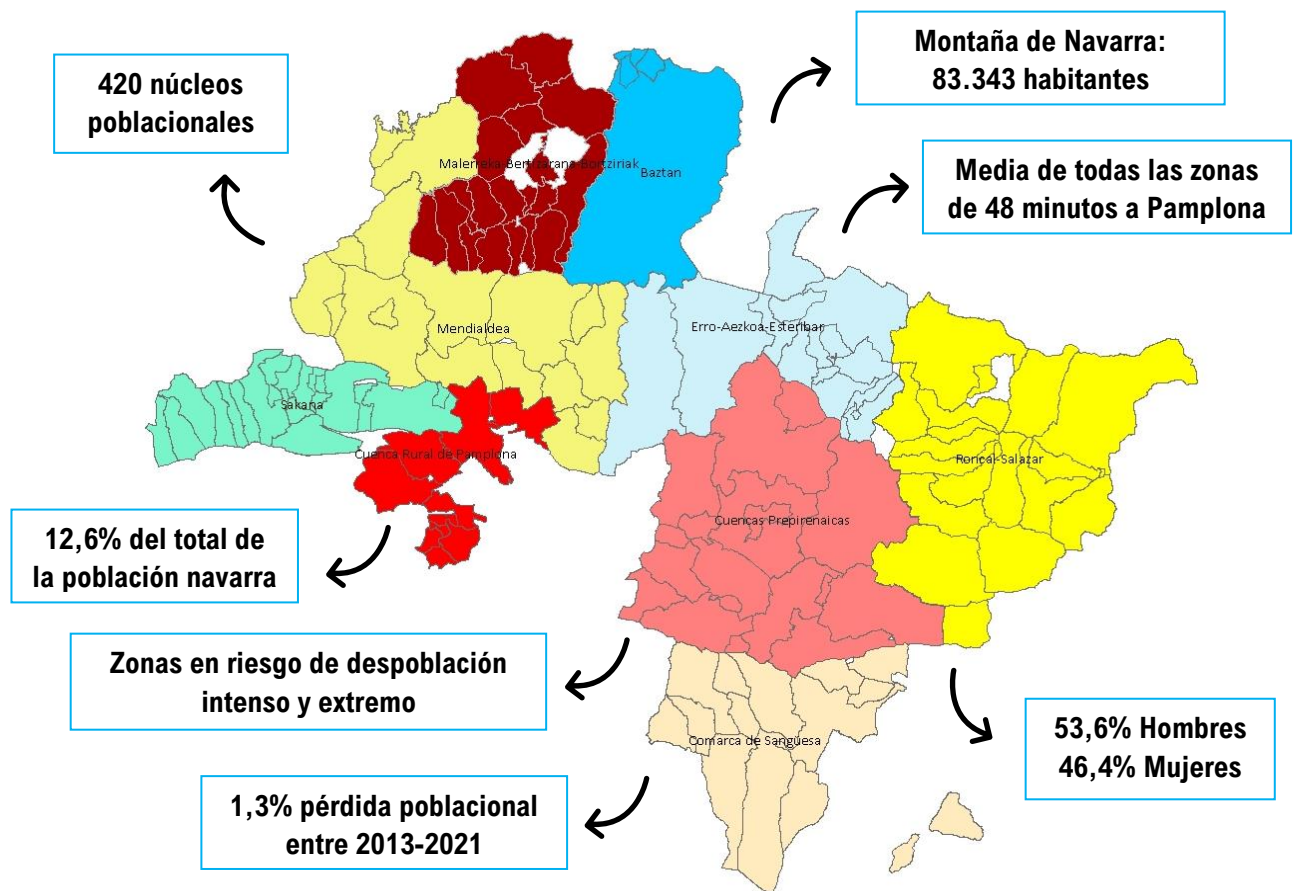 Montaña de Navarra:
83.343 habitantes
420 núcleos
poblacionales
Malerreka-Bertizarana-Bortziriak
Baztan
Media de todas las zonas
de 48 minutos a Pamplona
Mendialdea
Erro-Aezkoa-Esteribar
Sakana
Cuenca Rural de Pamplona
Roncal-Salazar
Cuencas Prepirenaicas
12,6% del total de
la población navarra
Zonas en riesgo de despoblación
intenso y extremo
Comarca de Sangüesa
53,6% Hombres
46,4% Mujeres
1,3% pérdida poblacional
entre 2013-2021